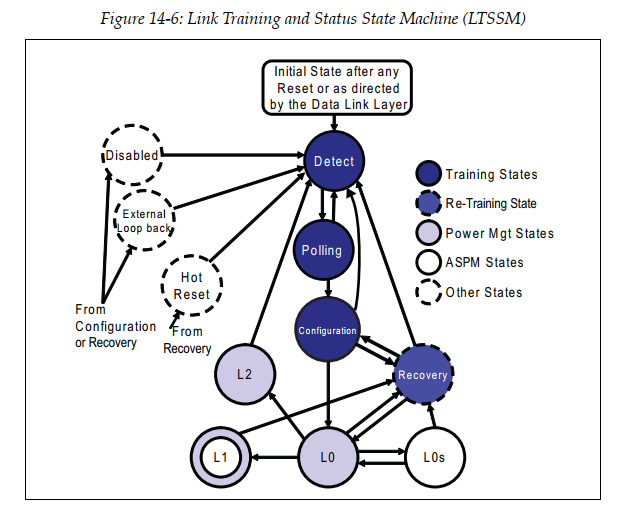 Figure 14-6: Link Training and Status State Machine (LTSSM)
Initial State after any
Reset or as directed
by the Data Link Layer
Disabled
Detect
Training States
Re-Training State
Power Mgt States
ASPM States
Other States
External
Loop back
Polling
Hot
Reset
From
Configuration
or Recovery
From
Recovery
Configuration
L2
Recovery
L1
L0
L0s